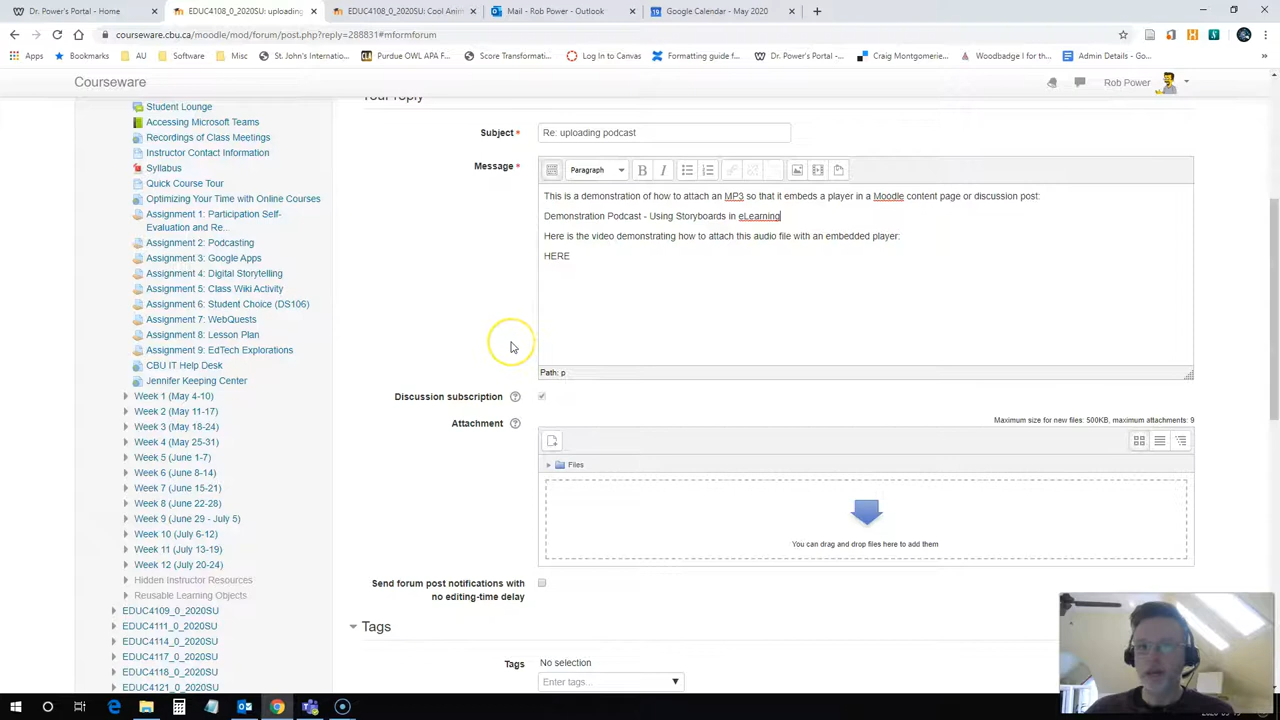 Dr. Power's Portal - Home
EDUC4108_0_2020SU: uploading
EDUC4108_0_2020SU: Cool Anim
Mail - Rob Power - Outlook
Google Calendar - May 2020
courseware.cbu.ca/moodle/mod/forum/post.php?reply=288831#mformforum
Apps
Bookmarks
AU
Software
Misc
St. John's Internatio...
Purdue OWL APA F...
Score Transformatio...
Log In to Canvas
Formatting guide f...
Dr. Power's Portal -...
Craig Montgomerie...
Woodbadge I for th...
Admin Details - Go...
Courseware
Rob Power
Student Lounge
Accessing Microsoft Teams
Recordings of Class Meetings
Instructor Contact Information
Syllabus
Quick Course Tour
Optimizing Your Time with Online Courses
Assignment 1: Participation Self-
Evaluation and Re...
Assignment 2: Podcasting
Assignment 3: Google Apps
Assignment 4: Digital Storytelling
Assignment 5: Class Wiki Activity
Assignment 6: Student Choice (DS106)
Assignment 7: WebQuests
Assignment 8: Lesson Plan
Assignment 9: EdTech Explorations
CBU IT Help Desk
Jennifer Keeping Center
Week 1 (May 4-10)
Week 2 (May 11-17)
Week 3 (May 18-24)
Week 4 (May 25-31)
Week 5 (June 1-7)
Week 6 (June 8-14)
Week 7 (June 15-21)
Week 8 (June 22-28)
Week 9 (June 29 - July 5)
Week 10 (July 6-12)
Week 11 (July 13-19)
Week 12 (July 20-24)
Hidden Instructor Resources
Reusable Learning Objects
EDUC4109_0_2020SU
EDUC4111_0_2020SU
EDUC4114_0_2020SU
EDUC4117_0_2020SU
EDUC4118_0_2020SU
EDUC4121_0_2020SU
Your reply
Subject
Re: uploading podcast
Message
Paragraph
B
I
This is a demonstration of how to attach an MP3 so that it embeds a player in a Moodle content page or discussion post:
Demonstration Podcast - Using Storyboards in eLearning
Here is the video demonstrating how to attach this audio file with an embedded player:
HERE
Path: p
Discussion subscription
Attachment
Maximum size for new files: 500KB, maximum attachments: 9
Files
You can drag and drop files here to add them
Send forum post notifications with
no editing-time delay
Tags
Tags
No selection
Enter tags...